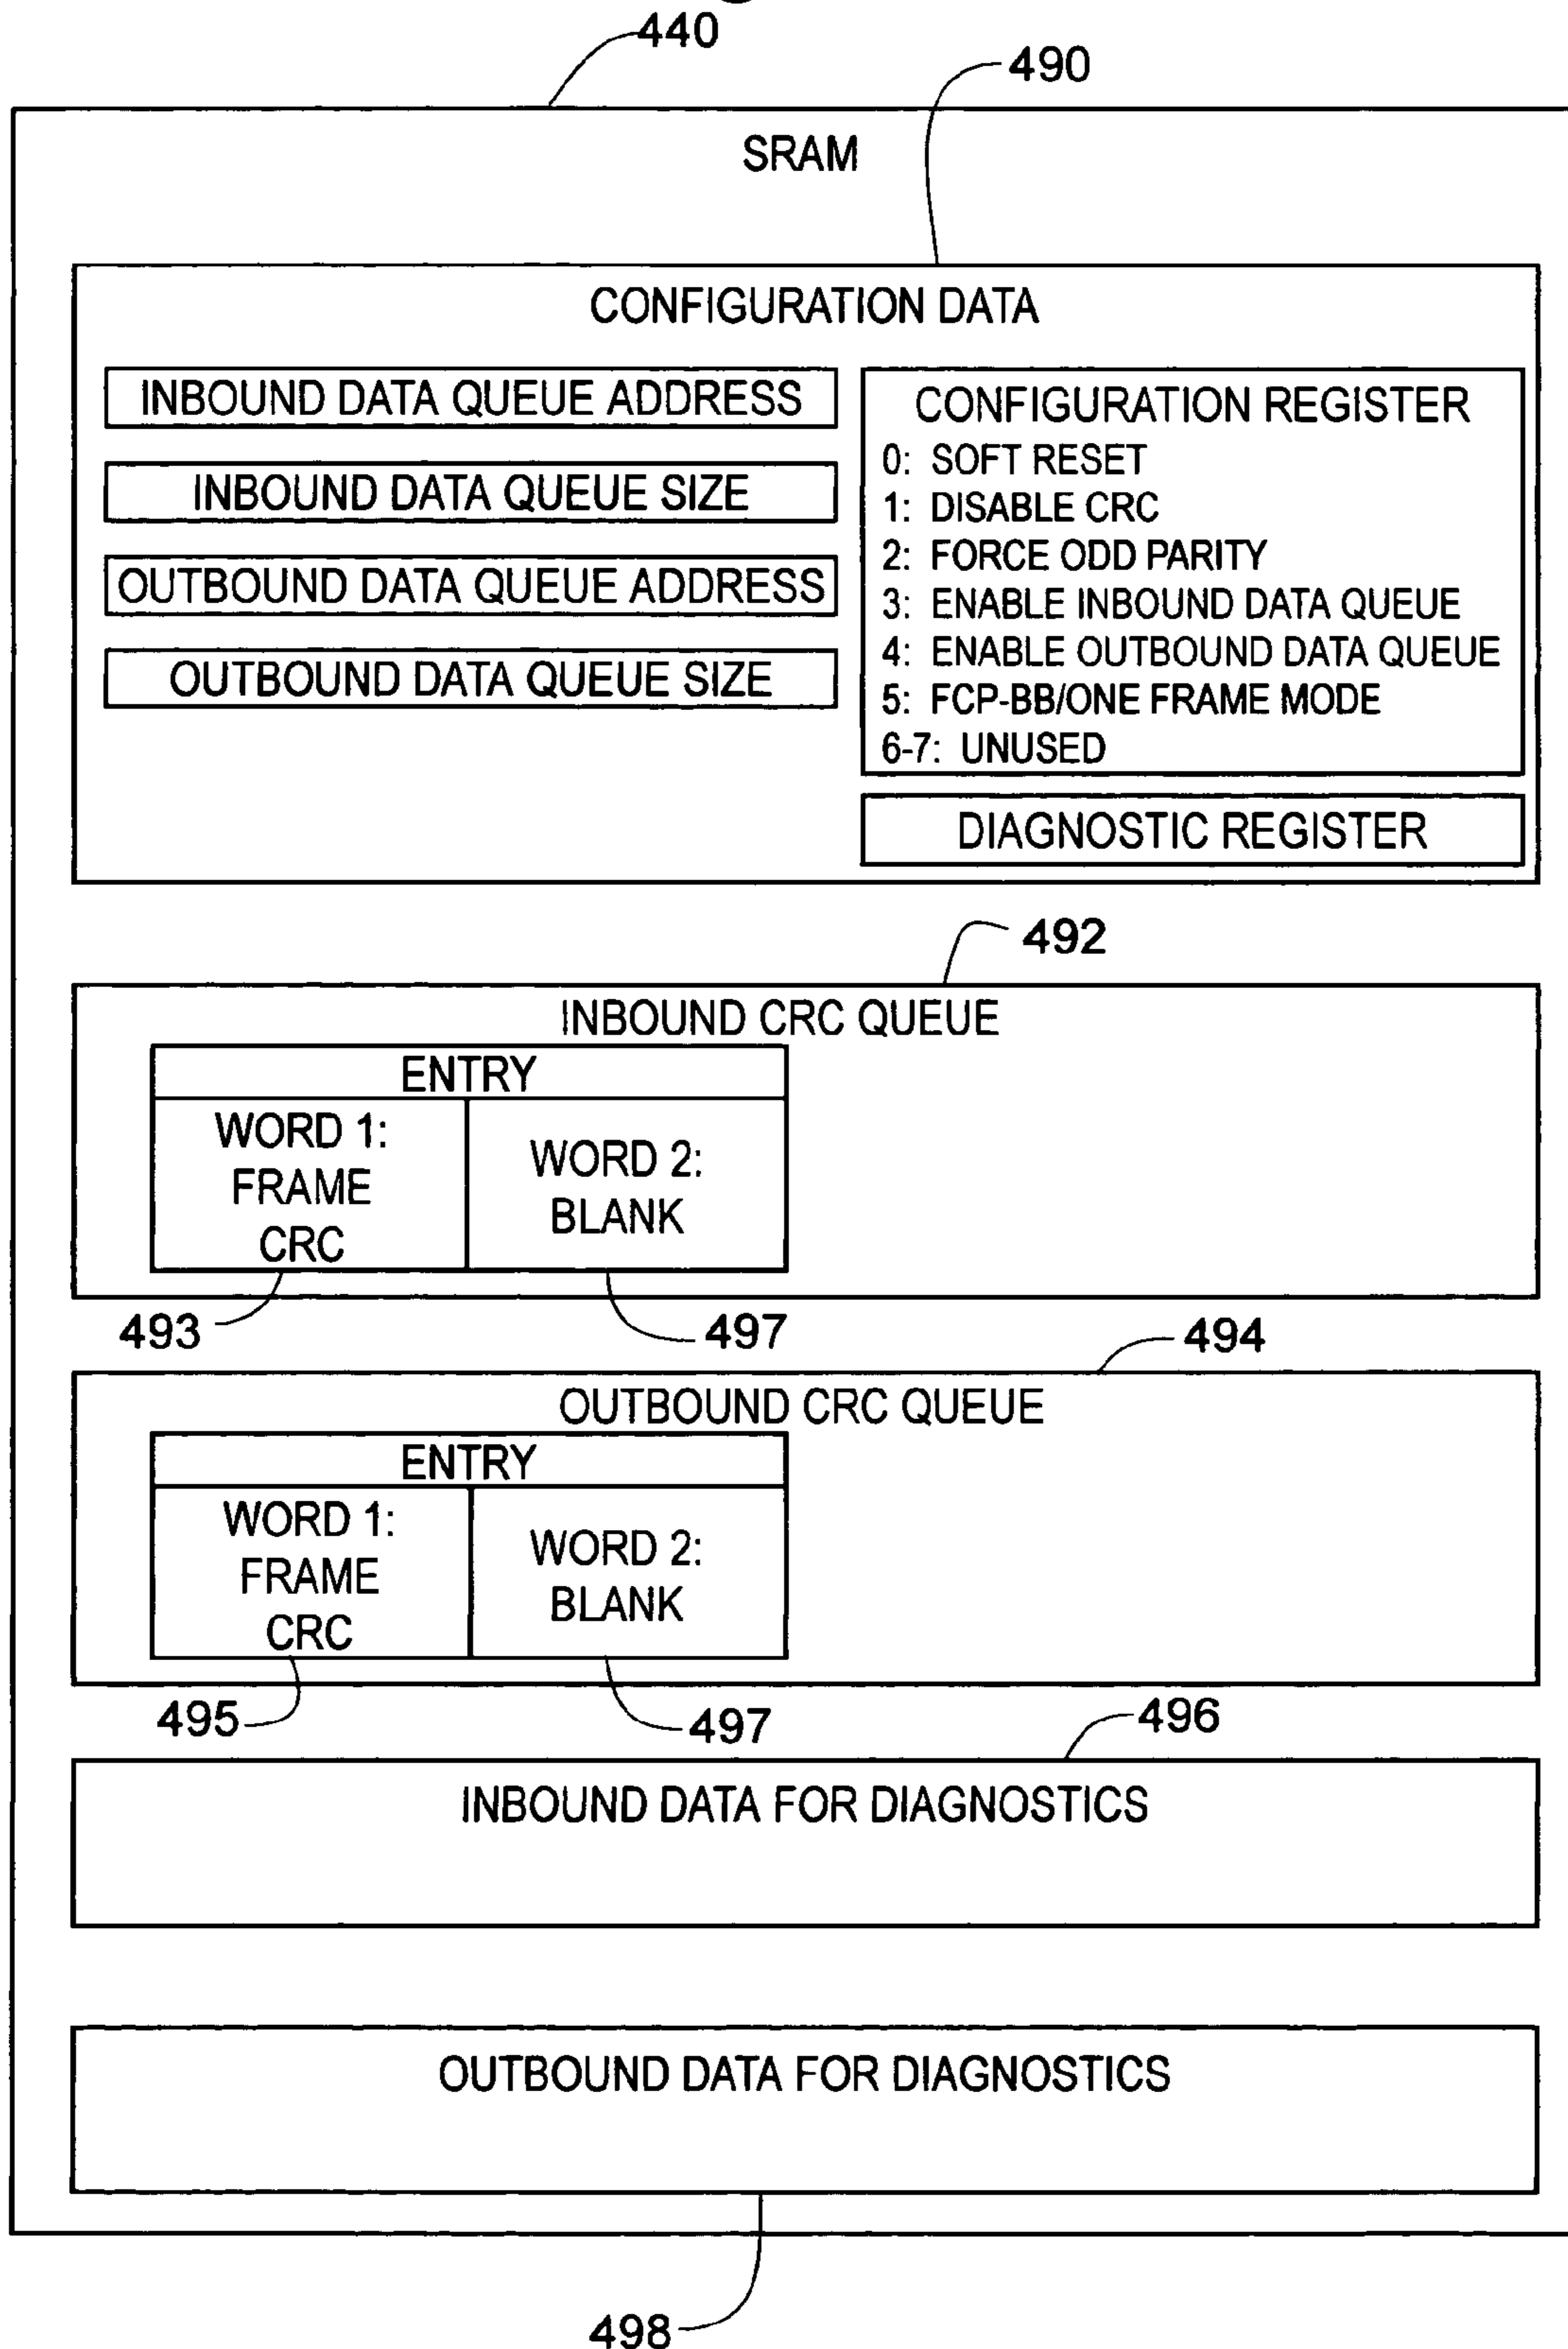 440
490
SRAM
CONFIGURATION DATA
INBOUND DATA QUEUE ADDRESS
INBOUND DATA QUEUE SIZE
OUTBOUND DATA QUEUE ADDRESS
OUTBOUND DATA QUEUE SIZE
CONFIGURATION REGISTER
0: SOFT RESET
1: DISABLE CRC
2: FORCE ODD PARITY
3: ENABLE INBOUND DATA QUEUE
4: ENABLE OUTBOUND DATA QUEUE
5: FCP-BB/ONE FRAME MODE
6-7: UNUSED
DIAGNOSTIC REGISTER
492
INBOUND CRC QUEUE
ENTRY
WORD 1:
FRAME
CRC
WORD 2:
BLANK
493
497
494
OUTBOUND CRC QUEUE
ENTRY
WORD 1:
FRAME
CRC
WORD 2:
BLANK
495
497
496
INBOUND DATA FOR DIAGNOSTICS
OUTBOUND DATA FOR DIAGNOSTICS
498